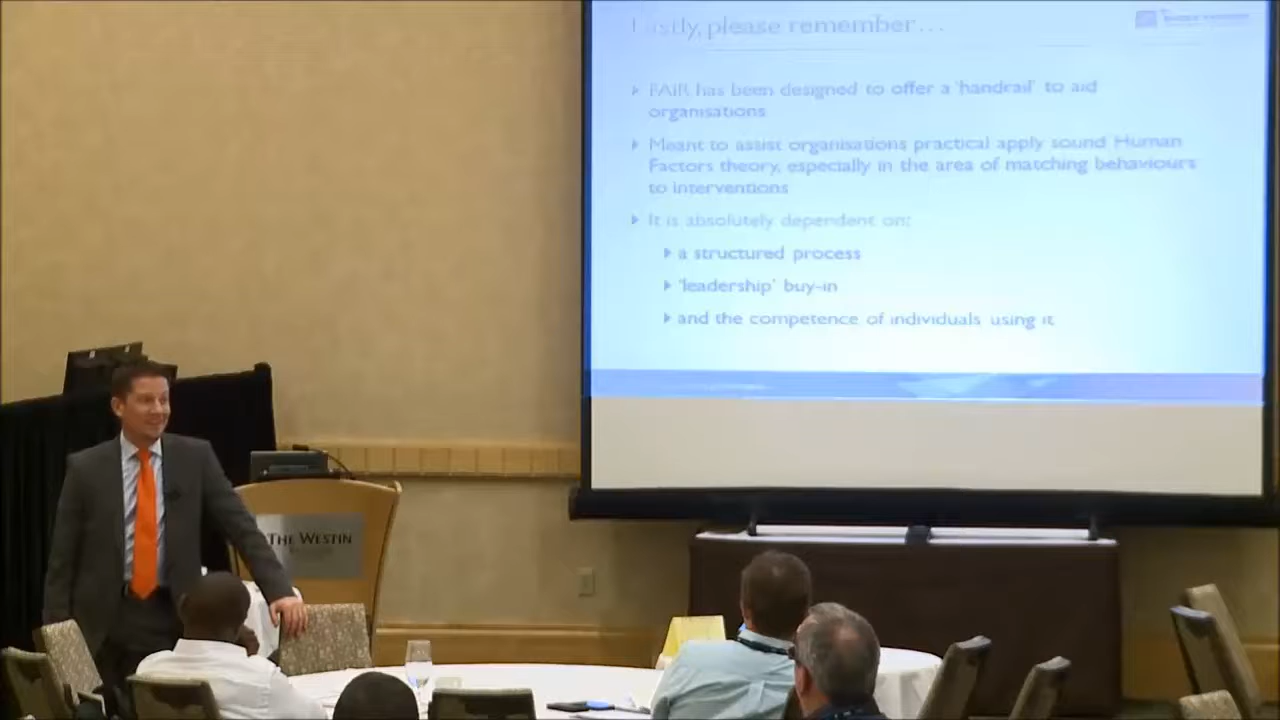 Lastly, please remember…
FAiR has been designed to offer a 'handrail' to aid
organisations
Meant to assist organisations practical apply sound Human
Factors theory, especially in the area of matching behaviours
to interventions
It is absolutely dependent on:
a structured process
'leadership' buy-in
and the competence of individuals using it
THE WESTIN